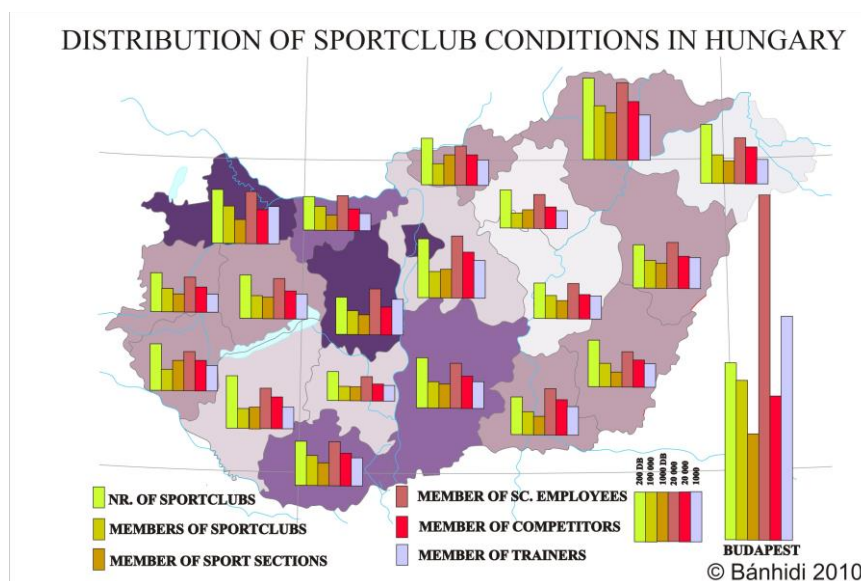 DISTRIBUTION OF SPORTCLUB CONDITIONS IN HUNGARY
NR. OF SPORTCLUBS
MEMBERS OF SPORTCLUBS
MEMBER OF SPORT SECTIONS
MEMBER OF SC. EMPLOYEES
MEMBER OF COMPETITORS
MEMBER OF TRAINERS
200 DB
100 000
1000 DB
20 000
20 000
1000
BUDAPEST
© Bánhidi 2010